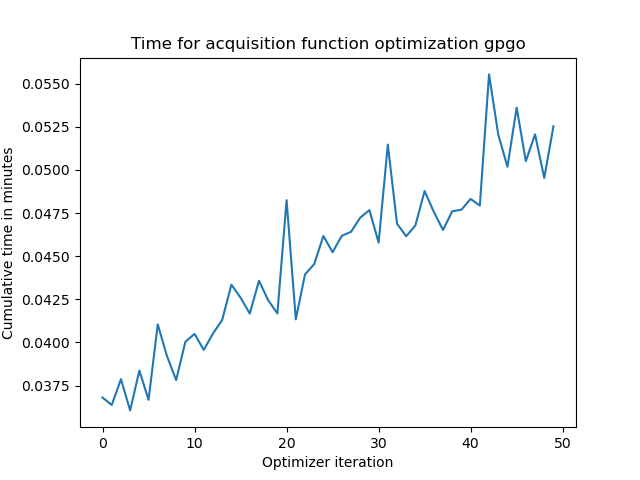 Time for acquisition function optimization gpgo
0.0550
0.0525
0.0500
0.0475
0.0450
0.0425
0.0400
0.0375
Cumulative time in minutes
0 10 20 30 40 50
Optimizer iteration